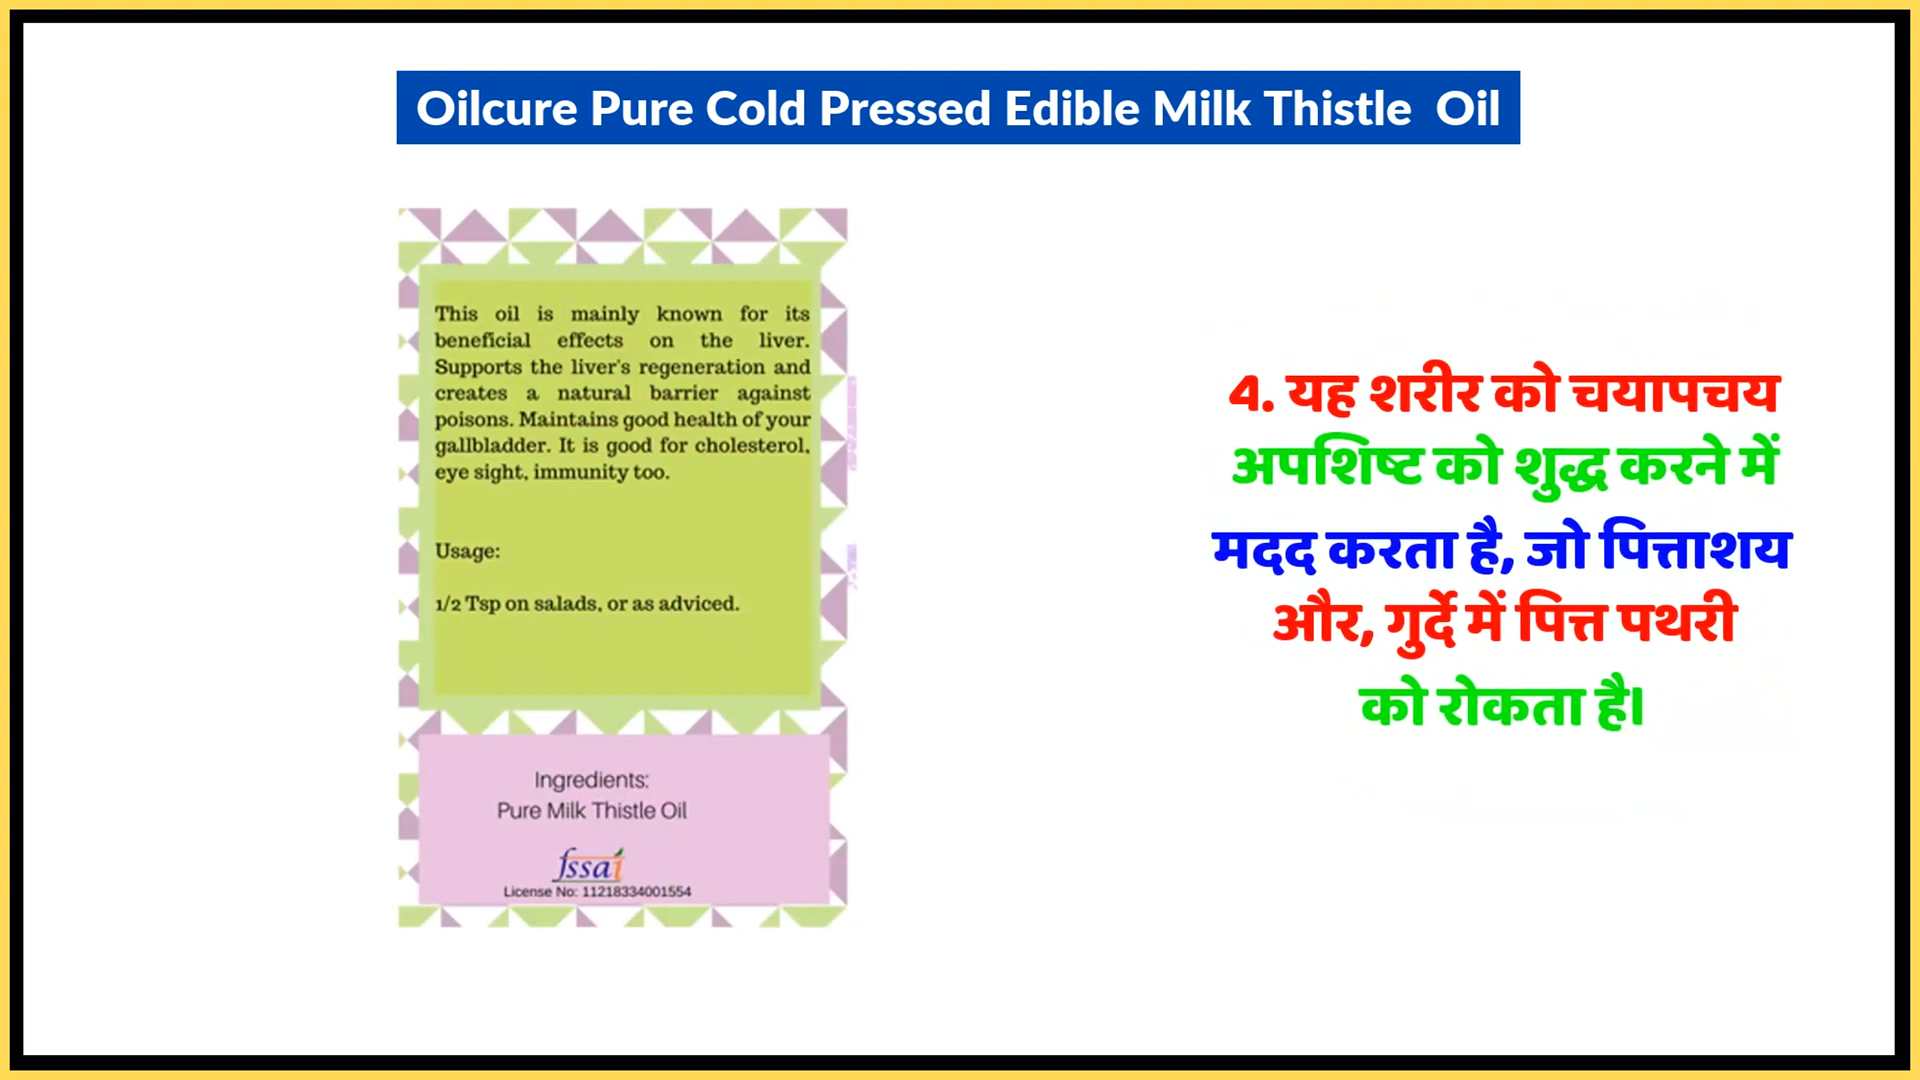 Oilcure Pure Cold Pressed Edible Milk Thistle Oil
This oil is mainly known for its
beneficial effects on the liver.
Supports the liver's regeneration and
creates a natural barrier against
poisons. Maintains good health of your
gallbladder. It is good for cholesterol,
eye sight, immunity too.
Usage:
1/2 Tsp on salads, or as adviced.
Ingredients:
Pure Milk Thistle Oil
fssai
License No: 11218334001554
4. यह शरीर को चयापचय
अपशिष्ट को शुद्ध करने में
मदद करता है, जो पित्ताशय
और, गुर्दे में पित्त पथरी
को रोकता है।